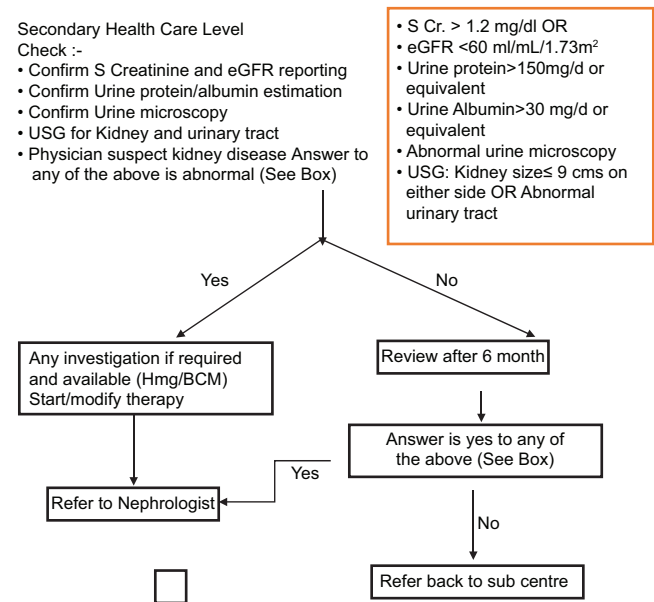 Secondary Health Care Level
Check :-
• Confirm S Creatinine and eGFR reporting
• Confirm Urine protein/albumin estimation
• Confirm Urine microscopy
• USG for Kidney and urinary tract
• Physician suspect kidney disease Answer to
any of the above is abnormal (See Box)
• S Cr. > 1.2 mg/dl OR
• eGFR <60 ml/mL/1.73m²
• Urine protein>150mg/d or
equivalent
• Urine Albumin>30 mg/d or
equivalent
• Abnormal urine microscopy
• USG: Kidney size≤ 9 cms on
either side OR Abnormal
urinary tract
Yes
No
Any investigation if required
and available (Hmg/BCM)
Start/modify therapy
Review after 6 month
Answer is yes to any of
the above (See Box)
Yes
Refer to Nephrologist
No
Refer back to sub centre